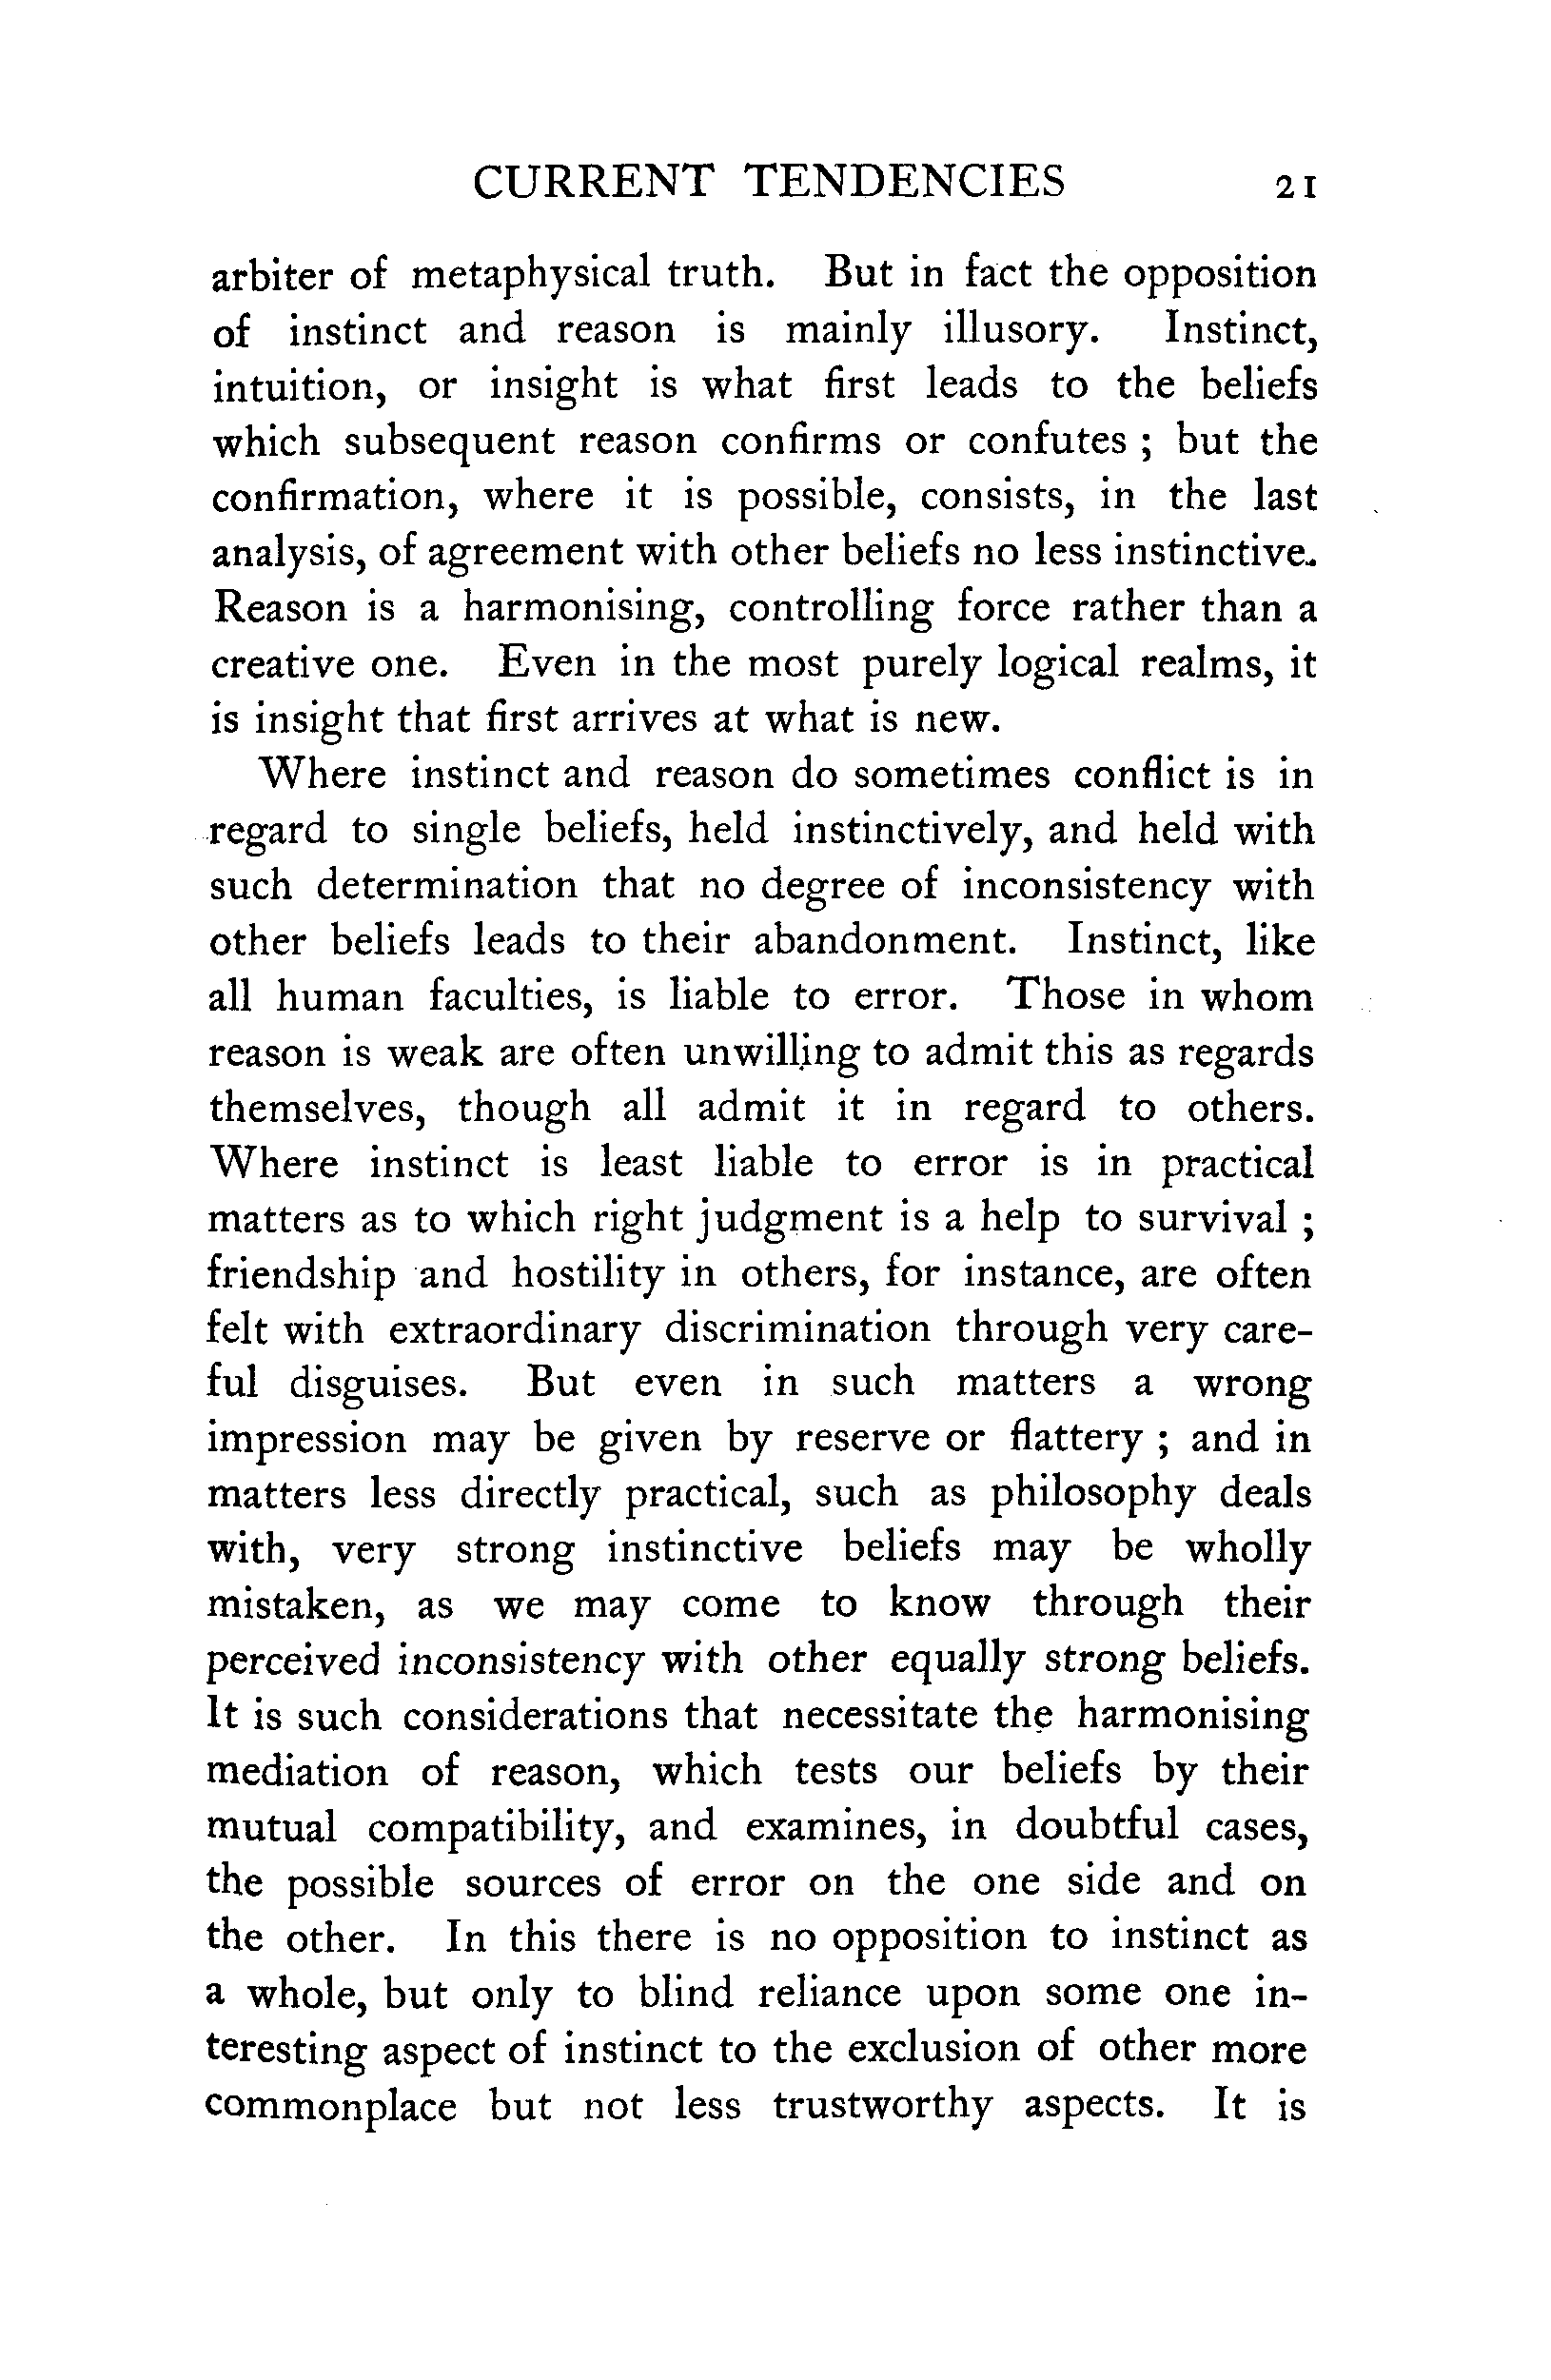 CURRENT TENDENCIES 21
arbiter of metaphysical truth. But in fact the opposition
of instinct and reason is mainly illusory. Instinct,
intuition, or insight is what first leads to the beliefs
which subsequent reason confirms or confutes ; but the
confirmation, where it is possible, consists, in the last
analysis, of agreement with other beliefs no less instinctive.
Reason is a harmonising, controlling force rather than a
creative one. Even in the most purely logical realms, it
is insight that first arrives at what is new.
Where instinct and reason do sometimes conflict is in
regard to single beliefs, held instinctively, and held with
such determination that no degree of inconsistency with
other beliefs leads to their abandonment. Instinct, like
all human faculties, is liable to error. Those in whom
reason is weak are often unwilling to admit this as regards
themselves, though all admit it in regard to others.
Where instinct is least liable to error is in practical
matters as to which right judgment is a help to survival ;
friendship and hostility in others, for instance, are often
felt with extraordinary discrimination through very care-
ful disguises. But even in such matters a wrong
impression may be given by reserve or flattery ; and in
matters less directly practical, such as philosophy deals
with, very strong instinctive beliefs may be wholly
mistaken, as we may come to know through their
perceived inconsistency with other equally strong beliefs.
It is such considerations that necessitate the harmonising
mediation of reason, which tests our beliefs by their
mutual compatibility, and examines, in doubtful cases,
the possible sources of error on the one side and on
the other. In this there is no opposition to instinct as
a whole, but only to blind reliance upon some one in-
teresting aspect of instinct to the exclusion of other more
commonplace but not less trustworthy aspects. It is